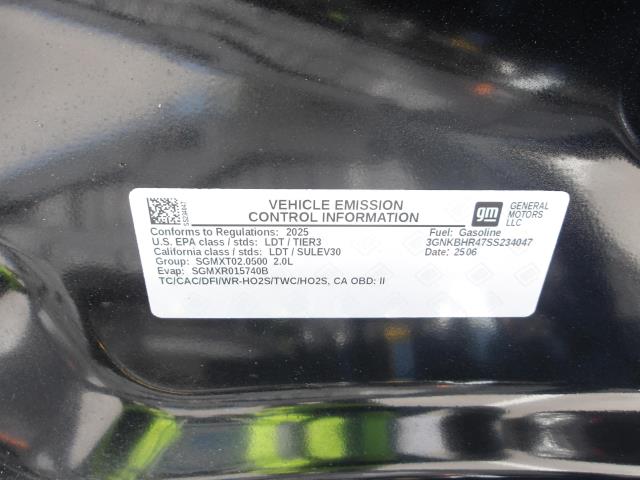 VEHICLE EMISSION
CONTROL INFORMATION
gm
GENERAL
MOTORS
LLC
SS234047
Conforms to Regulations: 2025
Fuel: Gasoline
U.S. EPA class / stds: LDT / TIER3
3GNKBHR47SS234047
California class / stds: LDT / SULEV30
Date: 2506
Group: SGMXT02.0500 2.0L
Evap: SGMXR015740B
TC/CAC/DFI/WR-HO2S/TWC/HO2S, CA OBD: II